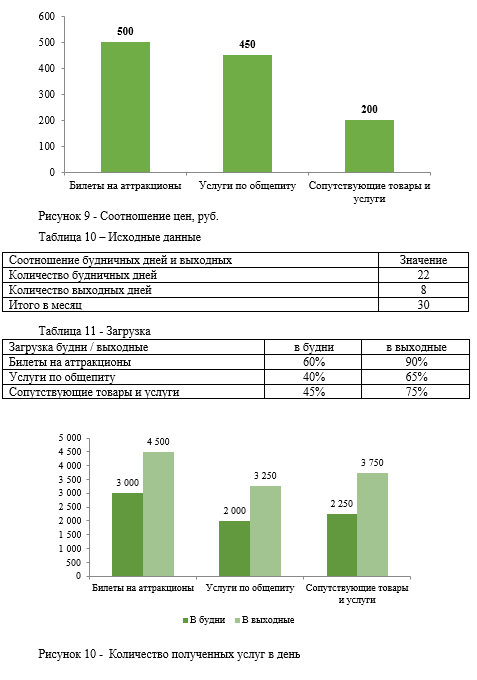 600
500
400
300
200
100
0
500
450
200
Билеты на аттракционы Услуги по общепиту Сопутствующие товары и
услуги
Рисунок 9 - Соотношение цен, руб.
Таблица 10 – Исходные данные
Соотношение будничных дней и выходных Значение
Количество будничных дней 22
Количество выходных дней 8
Итого в месяц 30
Таблица 11 - Загрузка
Загрузка будни / выходные в будни в выходные
Билеты на аттракционы 60% 90%
Услуги по общепиту 40% 65%
Сопутствующие товары и услуги 45% 75%
5 000
4 500
4 000
3 500
3 000
2 500
2 000
1 500
1 000
500
0
3 000
4 500
2 000
3 250
2 250
3 750
Билеты на аттракционы Услуги по общепиту Сопутствующие товары
и услуги
В будни В выходные
Рисунок 10 - Количество полученных услуг в день